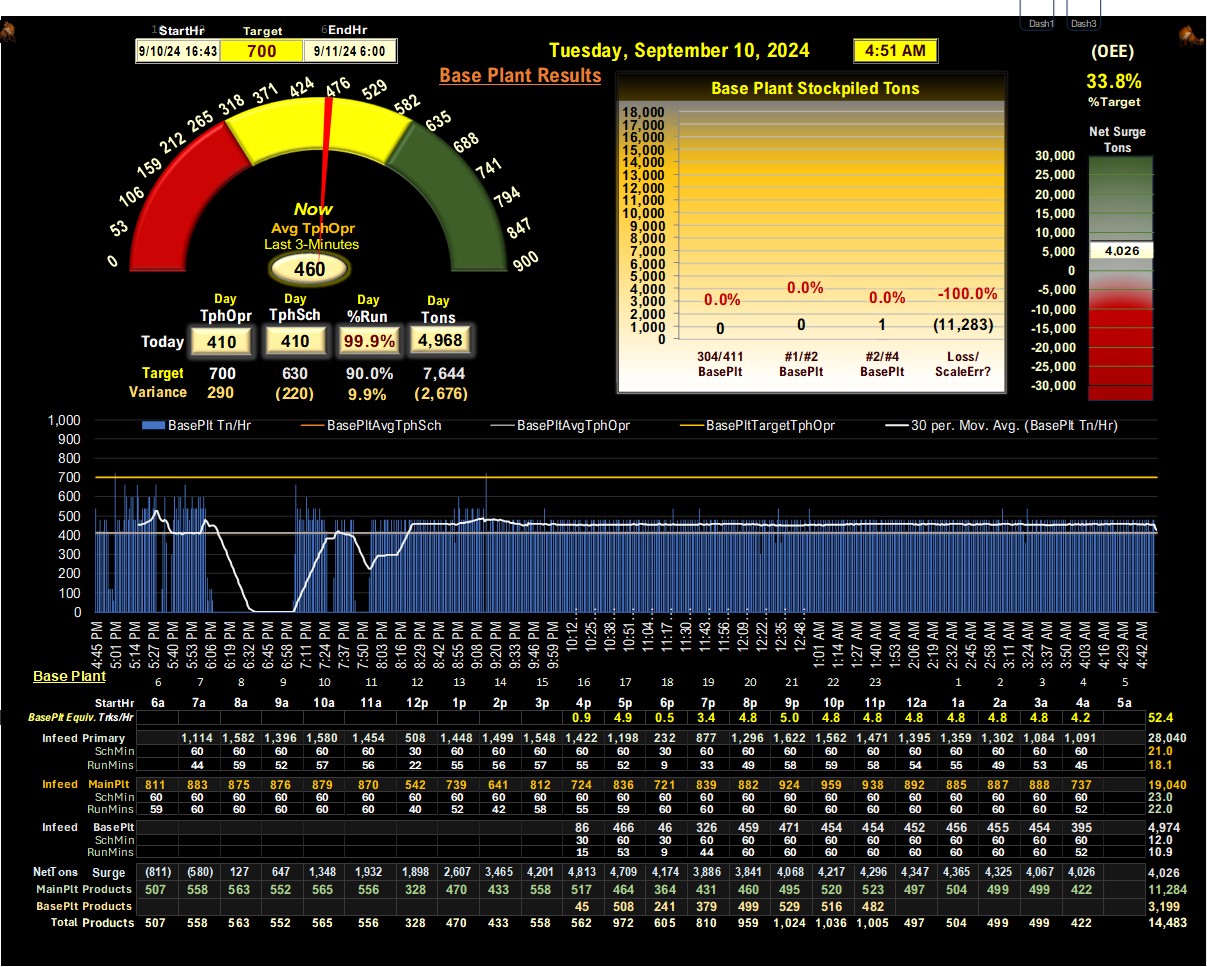 Dash1 Dash3
StartHr Target EndHr
9/10/24 16:43 700 9/11/24 6:00
Tuesday, September 10, 2024 4:51 AM
(OEE)
33.8%
%Target
Base Plant Results
Base Plant Stockpiled Tons
Net Surge
Tons
0 53 106 159 212 265 318 371 424 476 529 582 635 688 741 794 847 900
Now
Avg TphOpr
Last 3-Minutes
460
18,000
17,000
16,000
15,000
14,000
13,000
12,000
11,000
10,000
9,000
8,000
7,000
6,000
5,000
4,000
3,000
2,000
1,000
0
0.0% 0.0% 0.0% -100.0%
0 0 1 (11,283)
304/411 #1/#2 #2/#4 Loss/
BasePlt BasePlt BasePlt ScaleErr?
30,000
25,000
20,000
15,000
10,000
5,000 4,026
0
-5,000
-10,000
-15,000
-20,000
-25,000
-30,000
Day Day Day Day
TphOpr TphSch %Run Tons
Today 410 410 99.9% 4,968
Target 700 630 90.0% 7,644
Variance 290 (220) 9.9% (2,676)
BasePlt Tn/Hr BasePltAvgTphSch BasePltAvgTphOpr BasePltTargetTphOpr 30 per. Mov. Avg. (BasePlt Tn/Hr)
1,000
900
800
700
600
500
400
300
200
100
0
4:45 PM 5:01 PM 5:14 PM 5:27 PM 5:40 PM 5:53 PM 6:06 PM 6:19 PM 6:32 PM 6:45 PM 6:58 PM 7:11 PM 7:24 PM 7:37 PM 7:50 PM 8:03 PM 8:29 PM 8:42 PM 8:55 PM 9:08 PM 9:20 PM 9:33 PM 9:46 PM 9:59 PM 10:12... 10:25... 10:38... 10:51... 11:04... 11:17... 11:30... 11:43... 11:56... 12:09... 12:22... 12:35... 12:48... 1:01 AM 1:14 AM 1:27 AM 1:40 AM 1:53 AM 2:06 AM 2:19 AM 2:32 AM 2:45 AM 2:58 AM 3:11 AM 3:24 AM 3:37 AM 3:50 AM 4:03 AM 4:16 AM 4:29 AM 4:42 AM
Base Plant
6 7 8 9 10 11 12 13 14 15 16 17 18 19 20 21 22 23 1 2 3 4 5
StartHr 6a 7a 8a 9a 10a 11a 12p 1p 2p 3p 4p 5p 6p 7p 8p 9p 10p 11p 12a 1a 2a 3a 4a 5a
BasePlt Equiv. Trks/Hr 0.9 4.9 0.5 3.4 4.8 5.0 4.8 4.8 4.8 4.8 4.8 4.8 4.2 52.4
Infeed Primary 1,114 1,582 1,396 1,580 1,454 508 1,448 1,499 1,548 1,422 1,198 232 877 1,296 1,622 1,562 1,471 1,395 1,359 1,302 1,084 1,091 28,040
SchMin 60 60 60 60 60 30 60 60 60 60 60 30 60 60 60 60 60 60 60 60 60 60 21.0
RunMins 44 59 52 57 56 22 55 56 57 55 52 9 33 49 58 59 58 54 55 49 53 45 18.1
Infeed MainPlt 811 883 875 876 879 870 542 739 641 812 724 836 721 839 882 924 959 938 892 885 887 888 737 19,040
SchMin 60 60 60 60 60 60 60 60 60 60 60 60 60 60 60 60 60 60 60 60 60 60 60 23.0
RunMins 59 60 60 60 60 60 40 52 42 58 55 59 60 60 60 60 60 60 60 60 60 60 52 22.0
Infeed BasePlt 86 466 46 326 459 471 454 454 452 456 455 454 395 4,974
SchMin 30 60 30 60 60 60 60 60 60 60 60 60 60 12.0
RunMins 15 53 9 44 60 60 60 60 60 60 60 60 52 10.9
NetTons Surge (811) (580) 127 647 1,348 1,932 1,898 2,607 3,465 4,201 4,813 4,709 4,174 3,886 3,841 4,068 4,217 4,296 4,347 4,365 4,325 4,067 4,026 4,026
MainPlt Products 507 558 563 552 565 556 328 470 433 558 517 464 364 431 460 495 520 523 497 504 499 499 422 11,284
BasePlt Products 45 508 241 379 499 529 516 482 3,199
Total Products 507 558 563 552 565 556 328 470 433 558 562 972 605 810 959 1,024 1,036 1,005 497 504 499 499 422 14,483